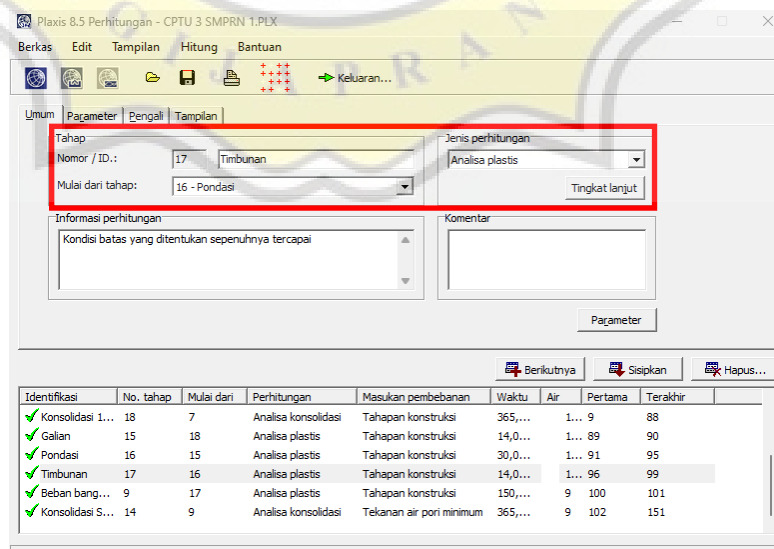 Plaxis 8.5 Perhitungan - CPTU 3 SMPRN 1.PLX
Berkas Edit Tampilan Hitung Bantuan
Keluaran...
Umum Parameter Pengali Tampilan
Tahap
Nomor / ID.: 17 Timbunan
Mulai dari tahap: 16 - Pondasi
Jenis perhitungan
Analisa plastis
Tingkat lanjut
Informasi perhitungan
Kondisi batas yang ditentukan sepenuhnya tercapai
Komentar
Parameter
Berikutnya Sisipkan Hapus...
Identifikasi No. tahap Mulai dari Perhitungan Masukan pembebanan Waktu Air Pertama Terakhir
Konsolidasi 1... 18 7 Analisa konsolidasi Tahapan konstruksi 365,... 1... 9 88
Galian 15 18 Analisa plastis Tahapan konstruksi 14,0... 1... 89 90
Pondasi 16 15 Analisa plastis Tahapan konstruksi 30,0... 1... 91 95
Timbunan 17 16 Analisa plastis Tahapan konstruksi 14,0... 1... 96 99
Beban bang... 9 17 Analisa plastis Tahapan konstruksi 150,... 9 100 101
Konsolidasi S... 14 9 Analisa konsolidasi Tekanan air pori minimum 365,... 9 102 151